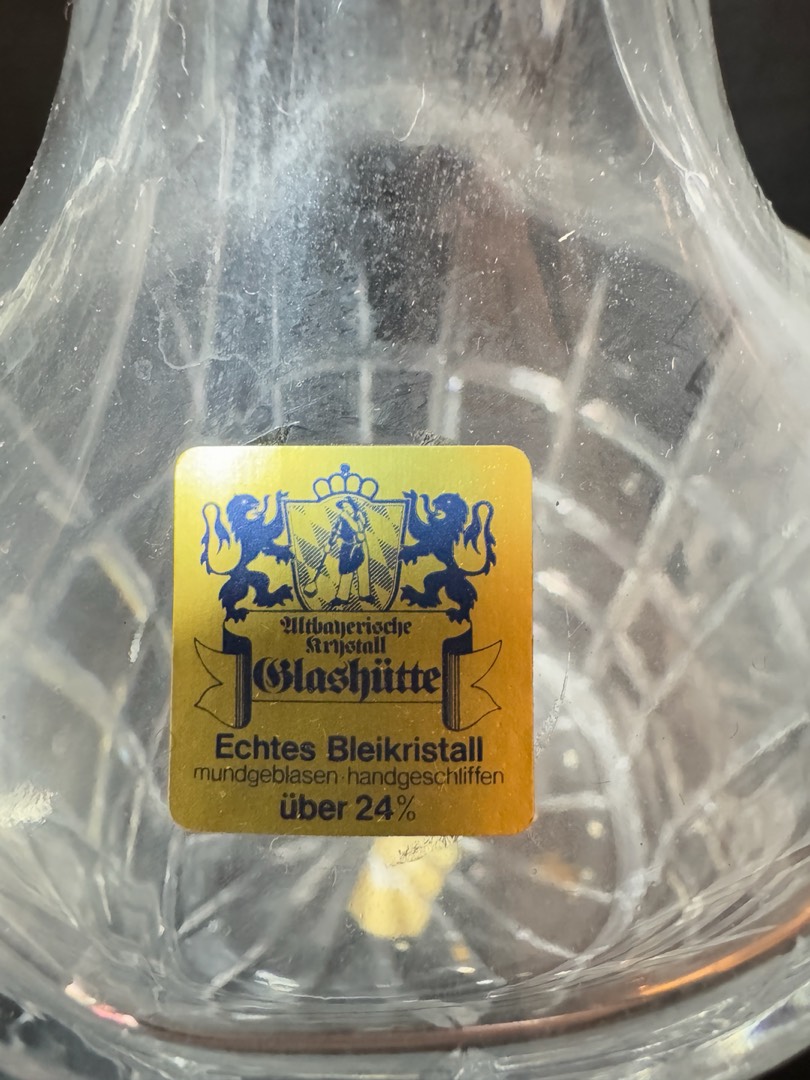 Altbayerische
Krystall
Glashütte
Echtes Bleikristall
mundgeblasen·handgeschliffen
über 24%